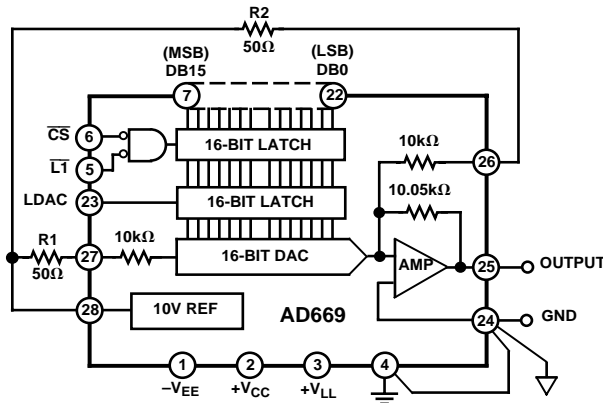 R2
50Ω
(MSB)
DB15
(LSB)
DB0
7
22
CS
6
L1
5
16-BIT LATCH
10kΩ
26
10.05kΩ
LDAC
23
16-BIT LATCH
R1
50Ω
27
10kΩ
16-BIT DAC
AMP
25
OUTPUT
28
10V REF
AD669
24
GND
1
2
3
4
–VEE
+VCC
+VLL